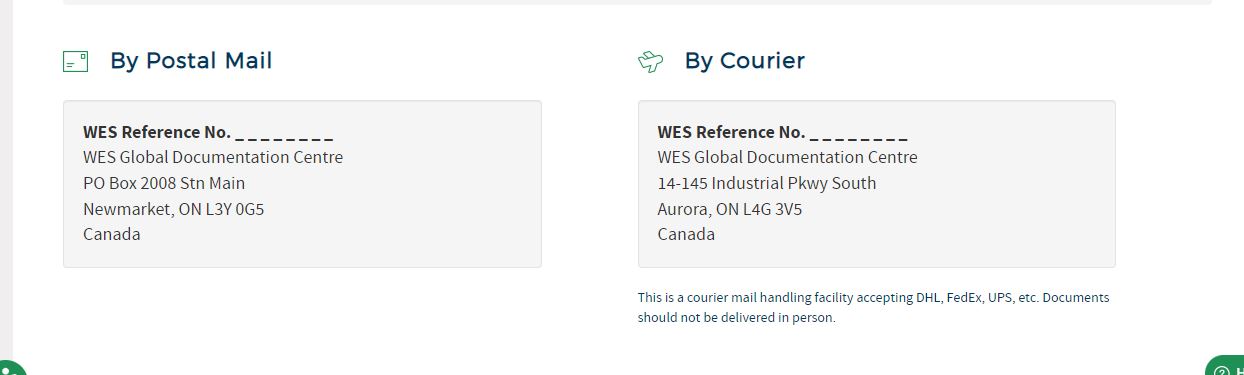 By Postal Mail
WES Reference No. _ _ _ _ _ _ _ _
WES Global Documentation Centre
PO Box 2008 Stn Main
Newmarket, ON L3Y 0G5
Canada
By Courier
WES Reference No. _ _ _ _ _ _ _ _
WES Global Documentation Centre
14-145 Industrial Pkwy South
Aurora, ON L4G 3V5
Canada
This is a courier mail handling facility accepting DHL, FedEx, UPS, etc. Documents
should not be delivered in person.